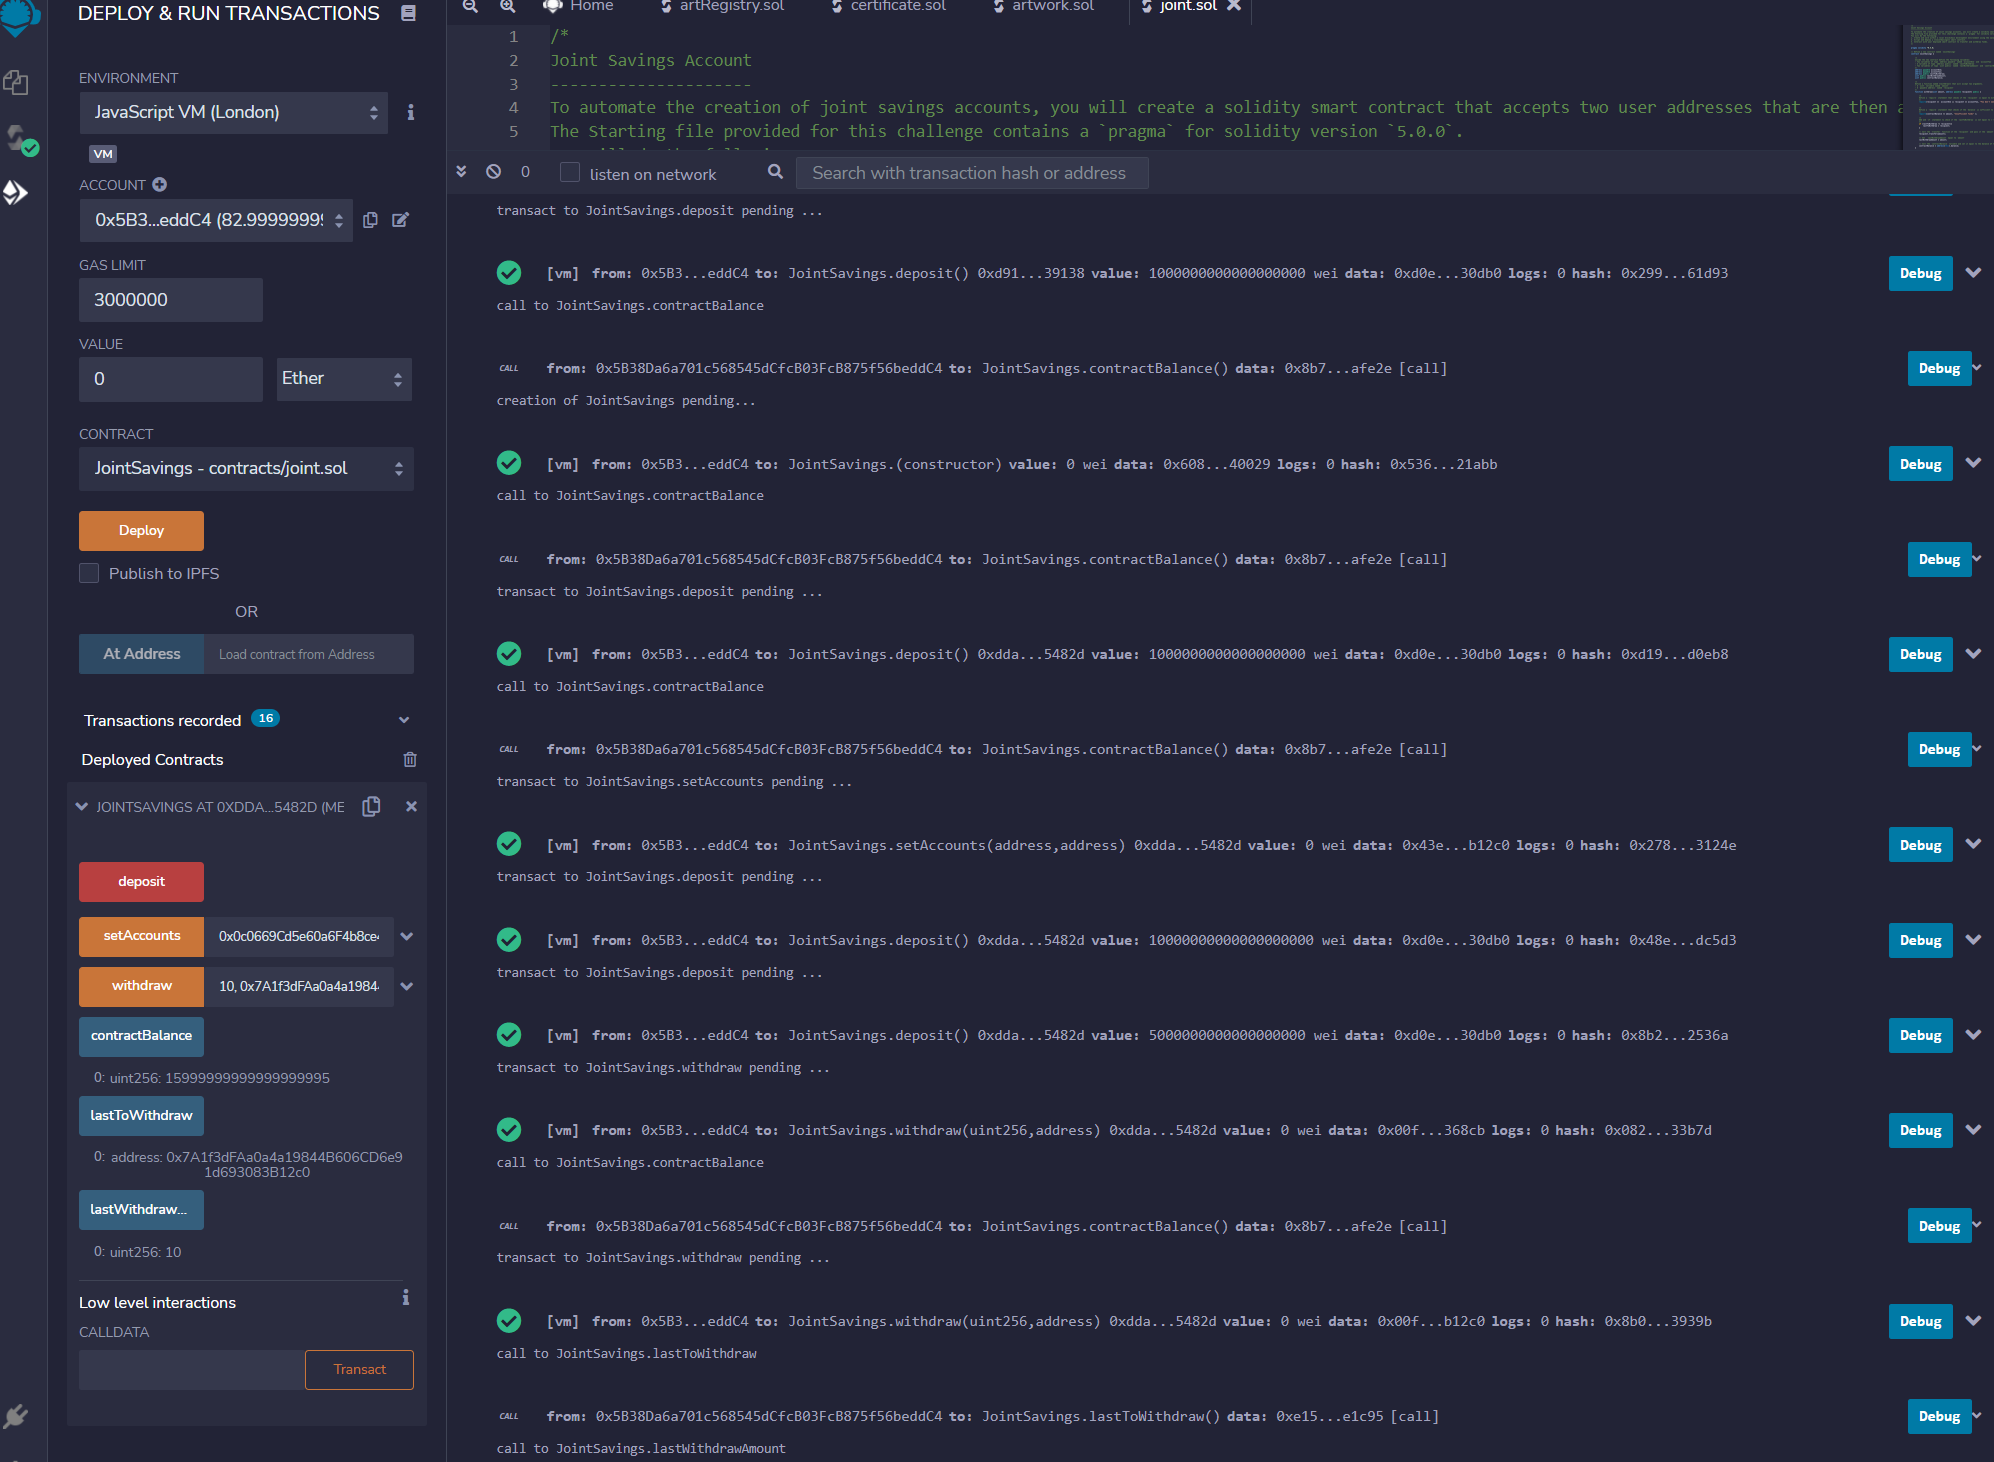 DEPLOY & RUN TRANSACTIONS
ENVIRONMENT
JavaScript VM (London)
VM
ACCOUNT
0x5B3...eddC4 (82.99999999
GAS LIMIT
3000000
VALUE
0
Ether
CONTRACT
JointSavings - contracts/joint.sol
Deploy
Publish to IPFS
OR
At Address
Load contract from Address
Transactions recorded 16
Deployed Contracts
JOINTSAVINGS AT 0XDDA...5482D (ME
deposit
setAccounts
0x0c0669Cd5e60a6F4b8ce
withdraw
10, 0x7A1f3dFAa0a4a1984
contractBalance
0: uint256: 15999999999999999995
lastToWithdraw
0: address: 0x7A1f3dFAa0a4a19844B606CD6e9
1d693083B12c0
lastWithdraw...
0: uint256: 10
Low level interactions
CALLDATA
Transact
Home
artRegistry.sol
certificate.sol
artwork.sol
joint.sol
1 /*
2 Joint Savings Account
3 ---------------------
4 To automate the creation of joint savings accounts, you will create a solidity smart contract that accepts two user addresses that are then a
5 The Starting file provided for this challenge contains a `pragma` for solidity version `5.0.0`.
0
listen on network
Search with transaction hash or address
transact to JointSavings.deposit pending ...
[vm] from: 0x5B3...eddC4 to: JointSavings.deposit() 0xd91...39138 value: 1000000000000000000 wei data: 0xd0e...30db0 logs: 0 hash: 0x299...61d93
Debug
call to JointSavings.contractBalance
CALL from: 0x5B38Da6a701c568545dCfcB03FcB875f56beddC4 to: JointSavings.contractBalance() data: 0x8b7...afe2e [call]
Debug
creation of JointSavings pending...
[vm] from: 0x5B3...eddC4 to: JointSavings.(constructor) value: 0 wei data: 0x608...40029 logs: 0 hash: 0x536...21abb
Debug
call to JointSavings.contractBalance
CALL from: 0x5B38Da6a701c568545dCfcB03FcB875f56beddC4 to: JointSavings.contractBalance() data: 0x8b7...afe2e [call]
Debug
transact to JointSavings.deposit pending ...
[vm] from: 0x5B3...eddC4 to: JointSavings.deposit() 0xdda...5482d value: 1000000000000000000 wei data: 0xd0e...30db0 logs: 0 hash: 0xd19...d0eb8
Debug
call to JointSavings.contractBalance
CALL from: 0x5B38Da6a701c568545dCfcB03FcB875f56beddC4 to: JointSavings.contractBalance() data: 0x8b7...afe2e [call]
Debug
transact to JointSavings.setAccounts pending ...
[vm] from: 0x5B3...eddC4 to: JointSavings.setAccounts(address,address) 0xdda...5482d value: 0 wei data: 0x43e...b12c0 logs: 0 hash: 0x278...3124e
Debug
transact to JointSavings.deposit pending ...
[vm] from: 0x5B3...eddC4 to: JointSavings.deposit() 0xdda...5482d value: 10000000000000000000 wei data: 0xd0e...30db0 logs: 0 hash: 0x48e...dc5d3
Debug
transact to JointSavings.deposit pending ...
[vm] from: 0x5B3...eddC4 to: JointSavings.deposit() 0xdda...5482d value: 5000000000000000000 wei data: 0xd0e...30db0 logs: 0 hash: 0x8b2...2536a
Debug
transact to JointSavings.withdraw pending ...
[vm] from: 0x5B3...eddC4 to: JointSavings.withdraw(uint256,address) 0xdda...5482d value: 0 wei data: 0x00f...368cb logs: 0 hash: 0x082...33b7d
Debug
call to JointSavings.contractBalance
CALL from: 0x5B38Da6a701c568545dCfcB03FcB875f56beddC4 to: JointSavings.contractBalance() data: 0x8b7...afe2e [call]
Debug
transact to JointSavings.withdraw pending ...
[vm] from: 0x5B3...eddC4 to: JointSavings.withdraw(uint256,address) 0xdda...5482d value: 0 wei data: 0x00f...b12c0 logs: 0 hash: 0x8b0...3939b
Debug
call to JointSavings.lastToWithdraw
CALL from: 0x5B38Da6a701c568545dCfcB03FcB875f56beddC4 to: JointSavings.lastToWithdraw() data: 0xe15...e1c95 [call]
Debug
call to JointSavings.lastWithdrawAmount